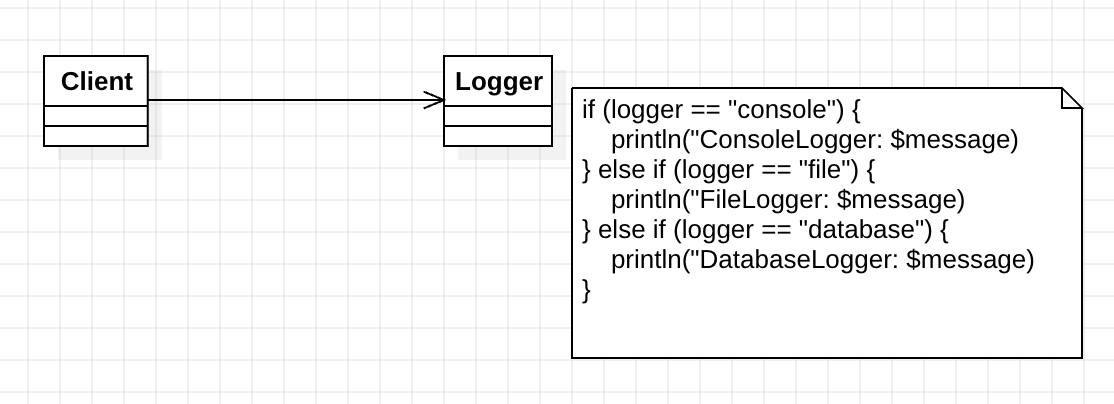 Client
Logger
if (logger == "console") {
    println("ConsoleLogger: $message)
} else if (logger == "file") {
    println("FileLogger: $message)
} else if (logger == "database") {
    println("DatabaseLogger: $message)
}